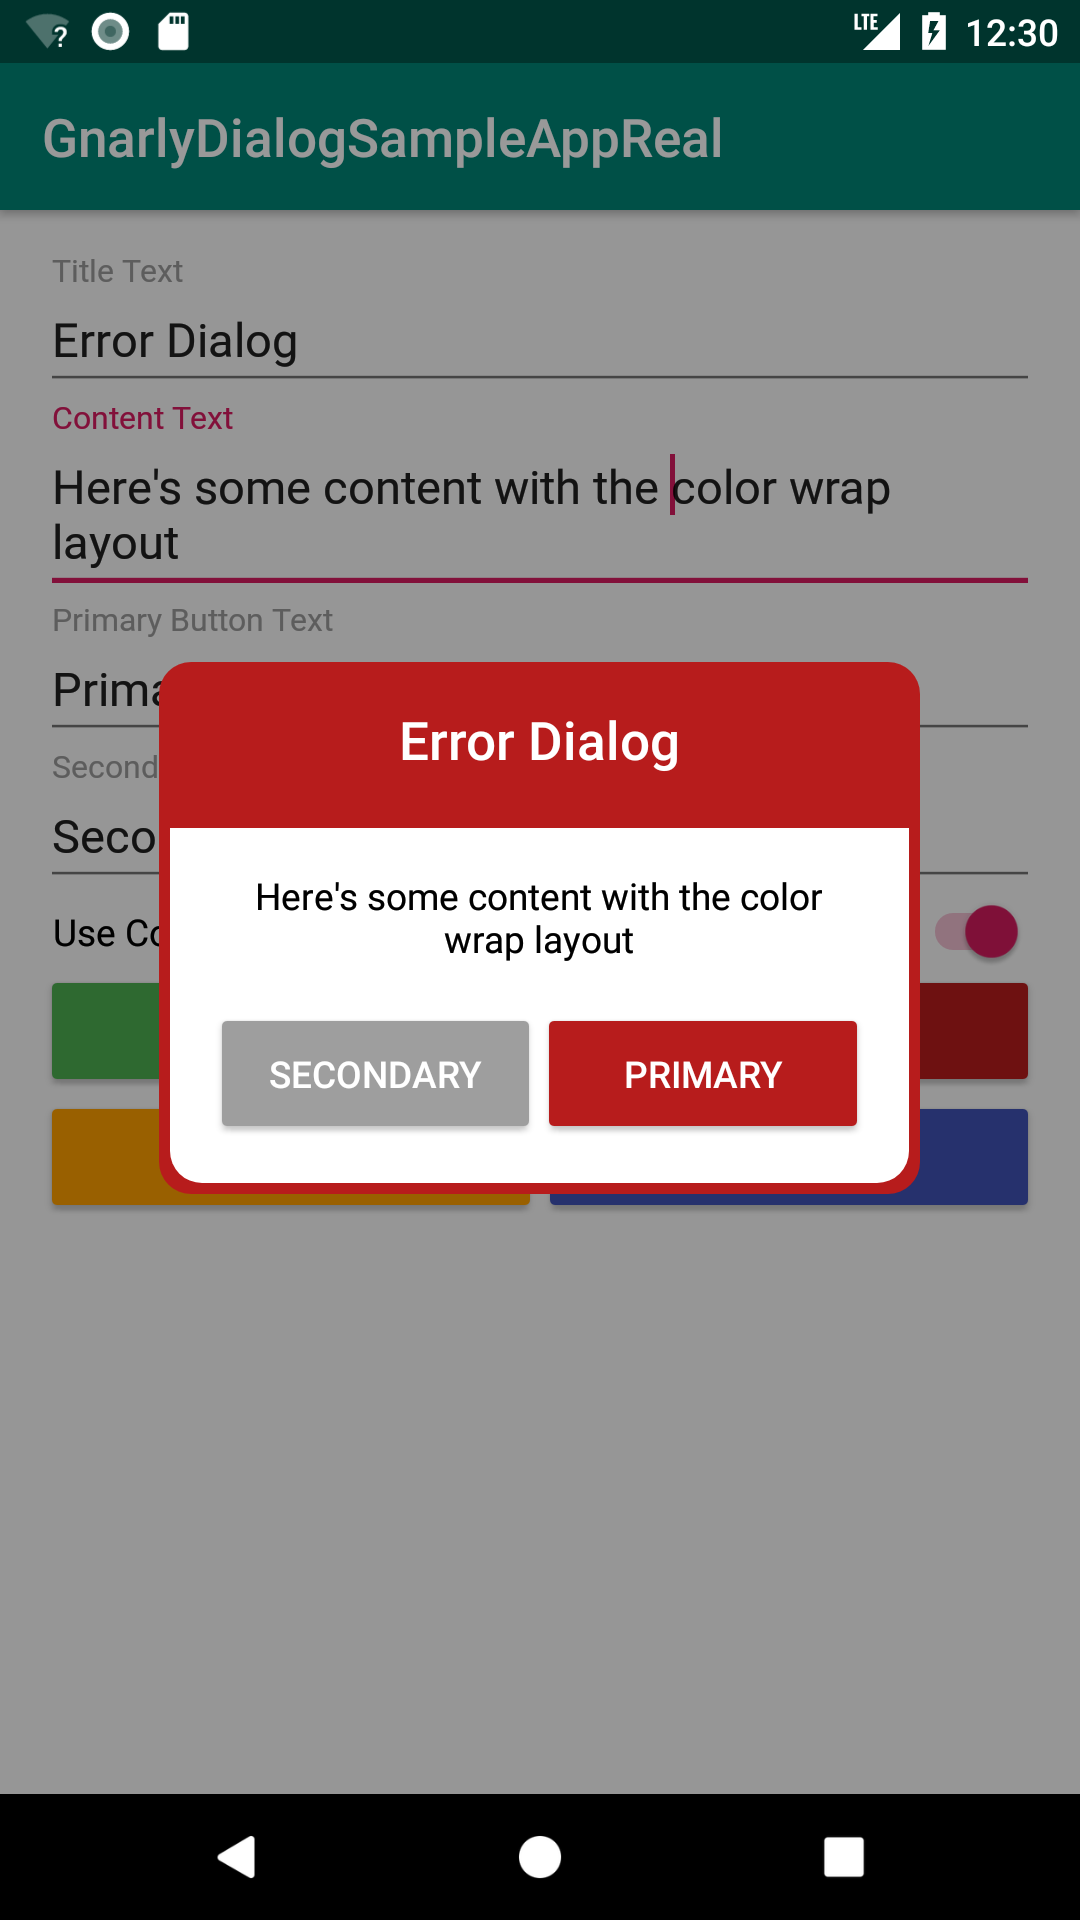 ? LTE 12:30
GnarlyDialogSampleAppReal
Title Text
Error Dialog
Content Text
Here's some content with the color wrap
layout
Primary Button Text
Prima
Second
Seco
Use Co
Error Dialog
Here's some content with the color
wrap layout
SECONDARY PRIMARY